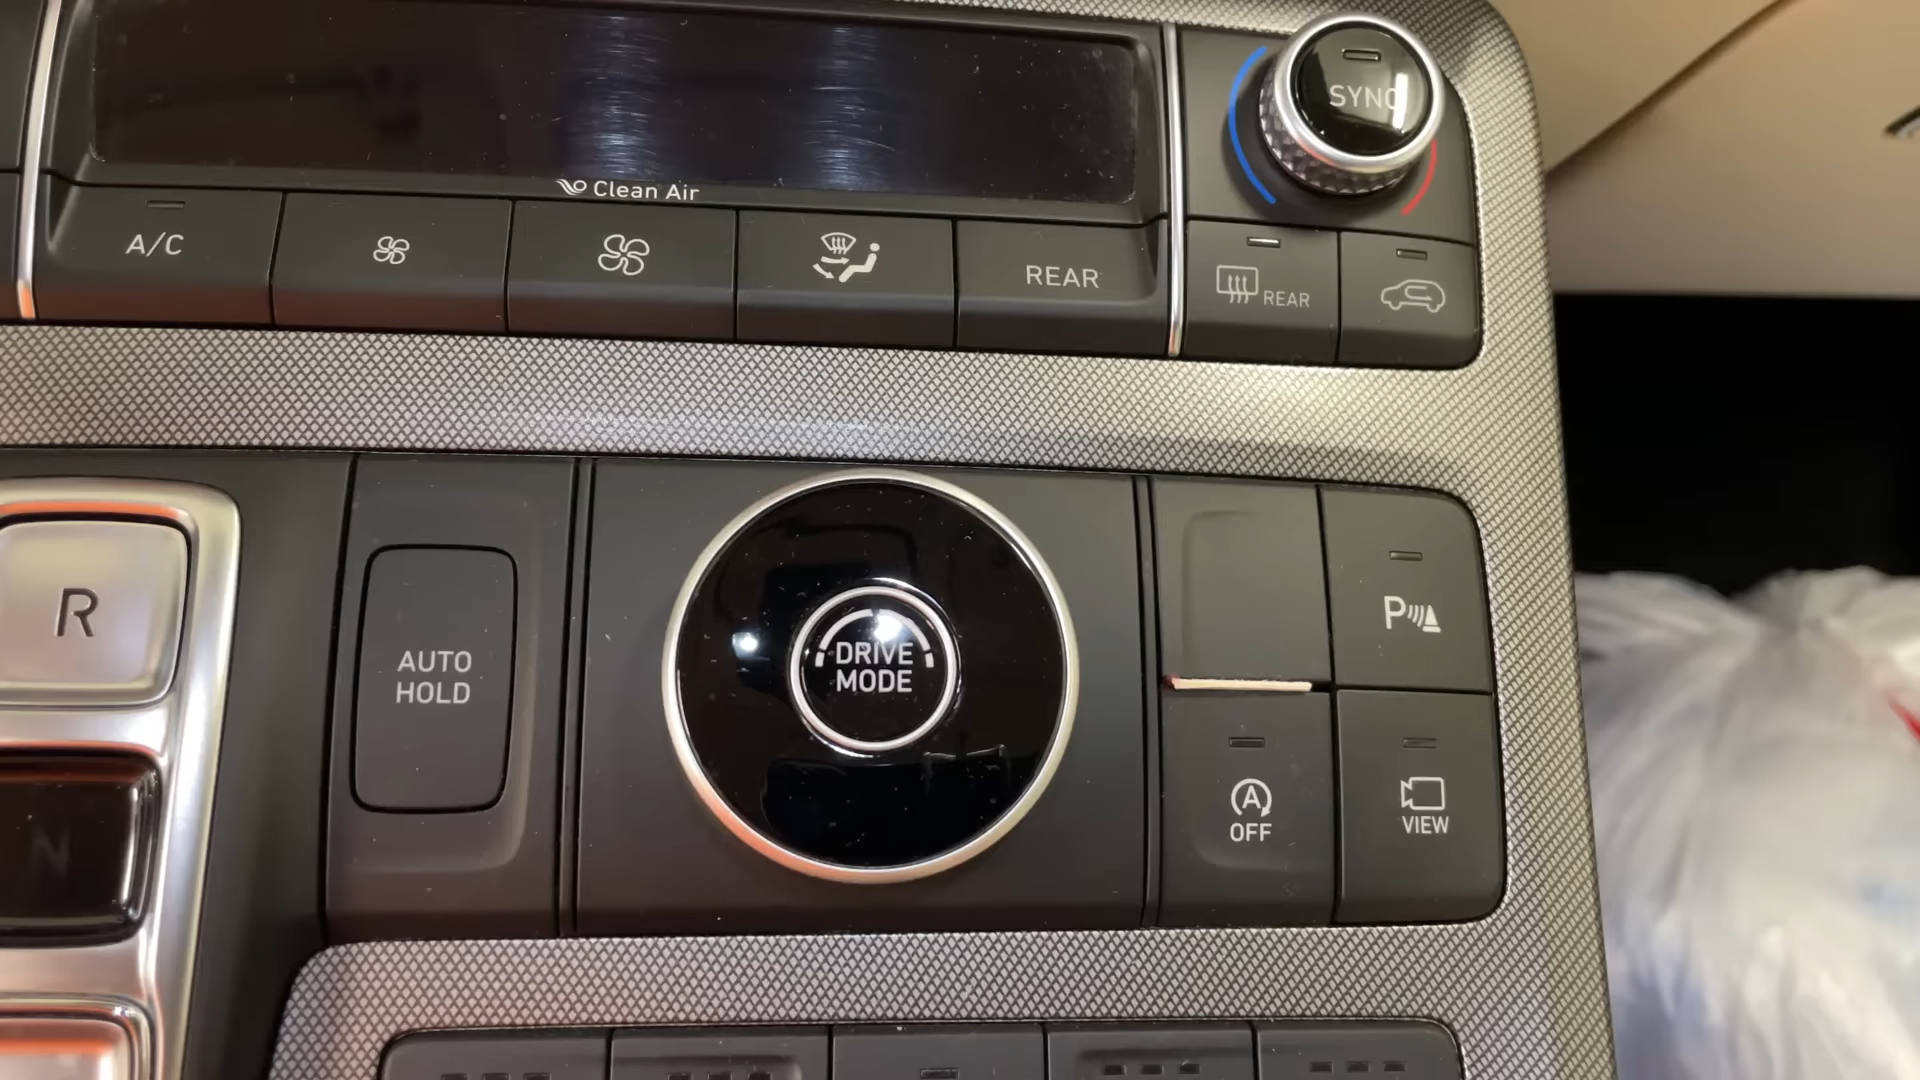 SYNC
Clean Air
A/C
REAR
REAR
R
AUTO
HOLD
DRIVE
MODE
P
N
A
OFF
VIEW